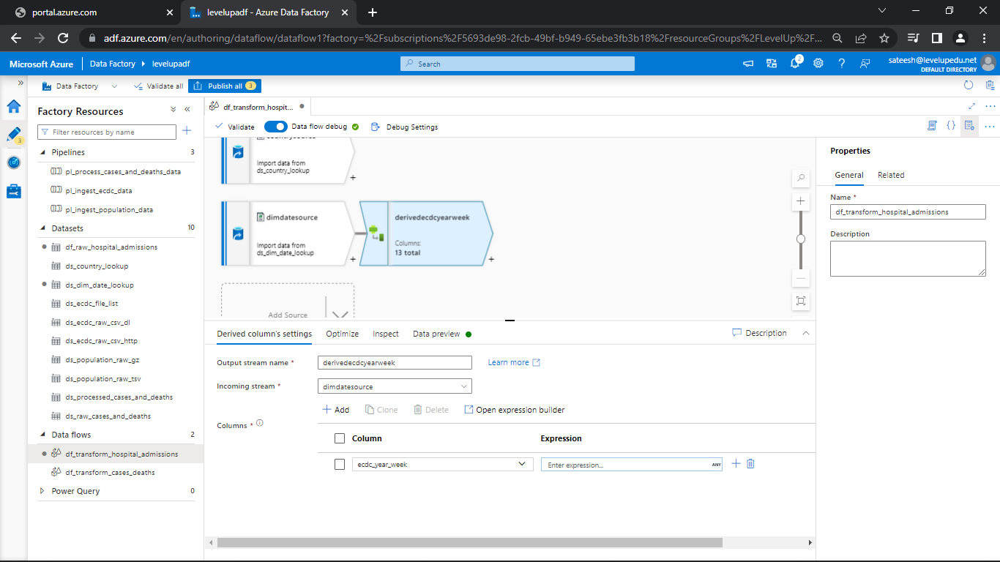 portal.azure.com
levelupadf - Azure Data Factory
adf.azure.com/en/authoring/dataflow/dataflow1?factory=%2Fsubscriptions%2F5693de98-2fcb-49bf-b949-65ebe3fb3b18%2FresourceGroups%2FLevelUp%2F...
Microsoft Azure
Data Factory
levelupadf
Search
2
sateesh@levelupedu.net
DEFAULT DIRECTORY
Data Factory
Validate all
Publish all
3
3
Factory Resources
Filter resources by name
Pipelines
3
pl_process_cases_and_deaths_data
pl_ingest_ecdc_data
pl_ingest_population_data
Datasets
10
df_raw_hospital_admissions
ds_country_lookup
ds_dim_date_lookup
ds_ecdc_file_list
ds_ecdc_raw_csv_dl
ds_ecdc_raw_csv_http
ds_population_raw_gz
ds_population_raw_tsv
ds_processed_cases_and_deaths
ds_raw_cases_and_deaths
Data flows
2
df_transform_hospital_admissions
df_transform_cases_deaths
Power Query
0
df_transform_hospit...
Validate
Data flow debug
Debug Settings
countrysource
Import data from
ds_country_lookup
+
dimdatesource
Import data from
ds_dim_date_lookup
+
derivedecdcyearweek
Columns:
13 total
+
Add Source
Derived column's settings
Optimize
Inspect
Data preview
Description
Output stream name *
derivedecdcyearweek
Learn more
Incoming stream *
dimdatesource
Add
Clone
Delete
Open expression builder
Columns *
Column
Expression
ecdc_year_week
Enter expression...
ANY
Properties
General
Related
Name *
df_transform_hospital_admissions
Description